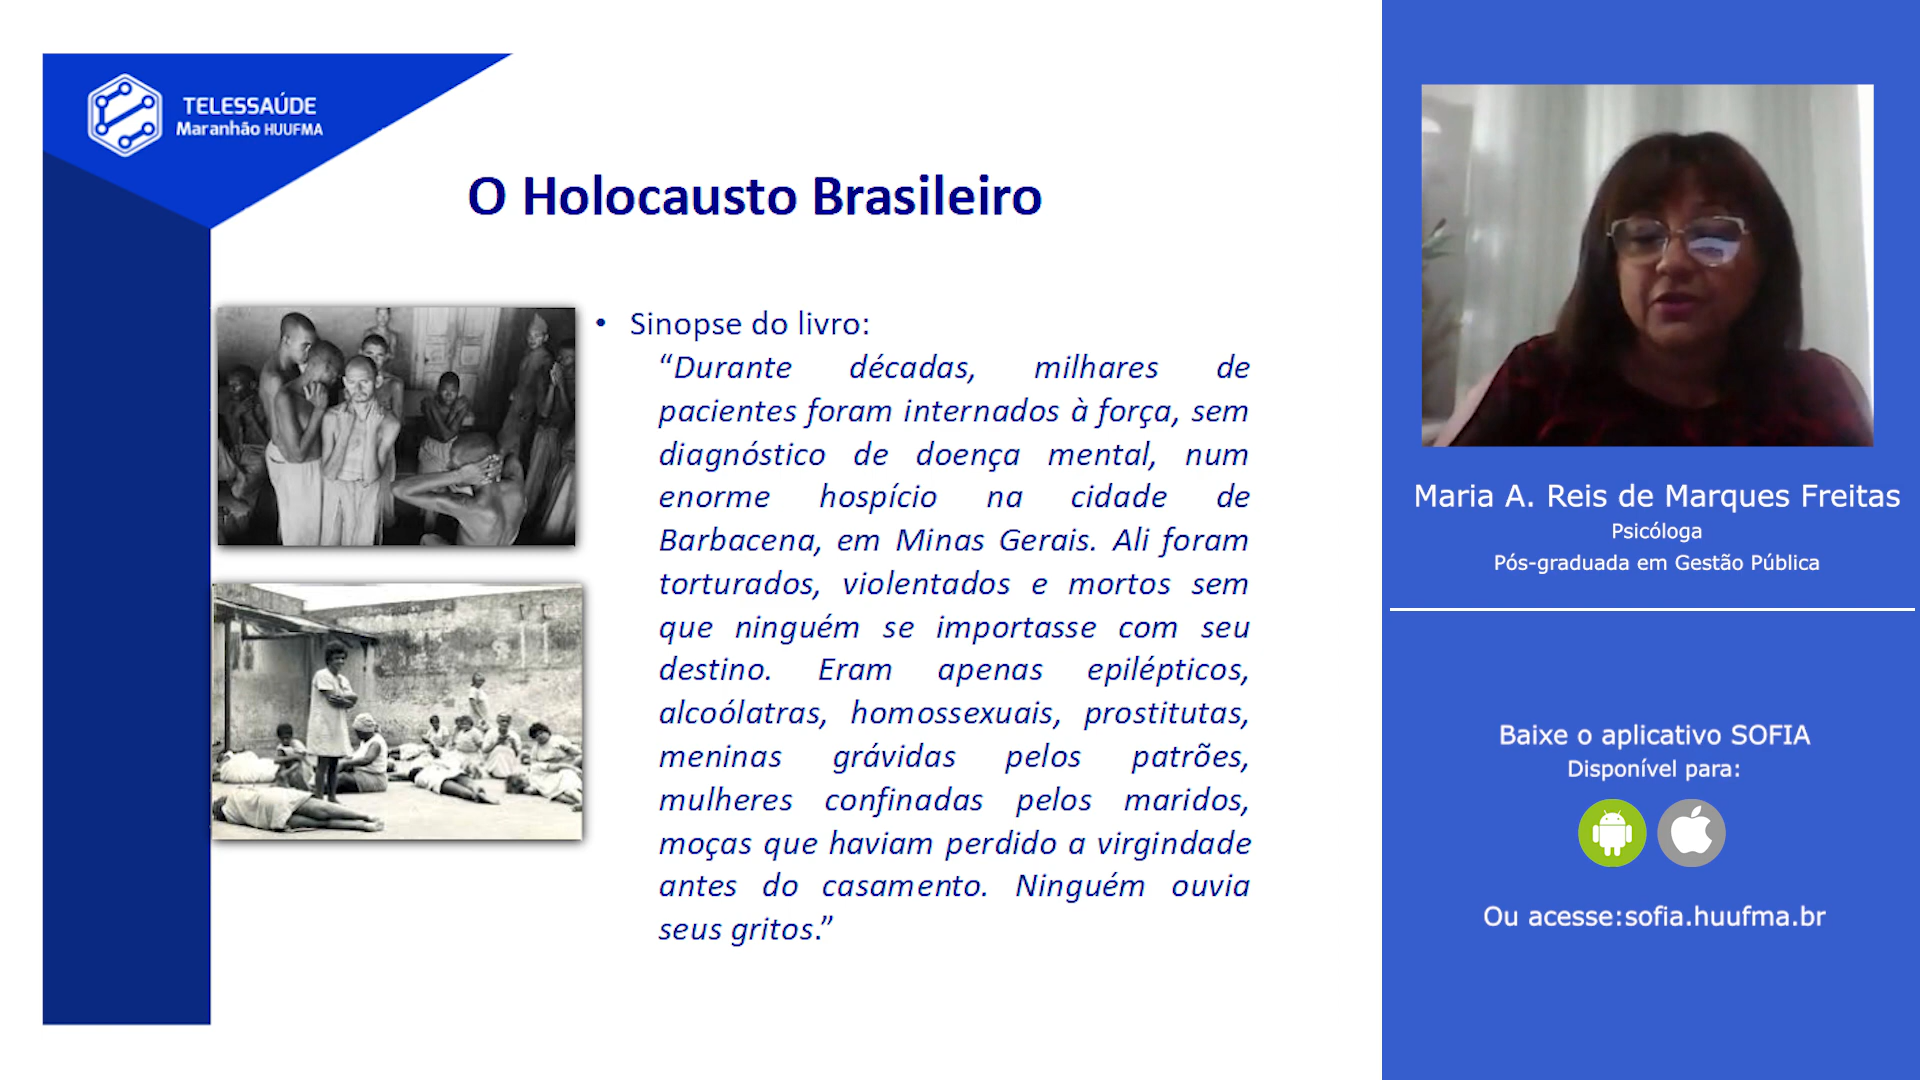 TELESSAÚDE
Maranhão HUUFMA
O Holocausto Brasileiro
• Sinopse do livro:
“Durante décadas, milhares de
pacientes foram internados à força, sem
diagnóstico de doença mental, num
enorme hospício na cidade de
Barbacena, em Minas Gerais. Ali foram
torturados, violentados e mortos sem
que ninguém se importasse com seu
destino. Eram apenas epilépticos,
alcoólatras, homossexuais, prostitutas,
meninas grávidas pelos patrões,
mulheres confinadas pelos maridos,
moças que haviam perdido a virgindade
antes do casamento. Ninguém ouvia
seus gritos.”
Maria A. Reis de Marques Freitas
Psicóloga
Pós-graduada em Gestão Pública
Baixe o aplicativo SOFIA
Disponível para:
Ou acesse:sofia.huufma.br